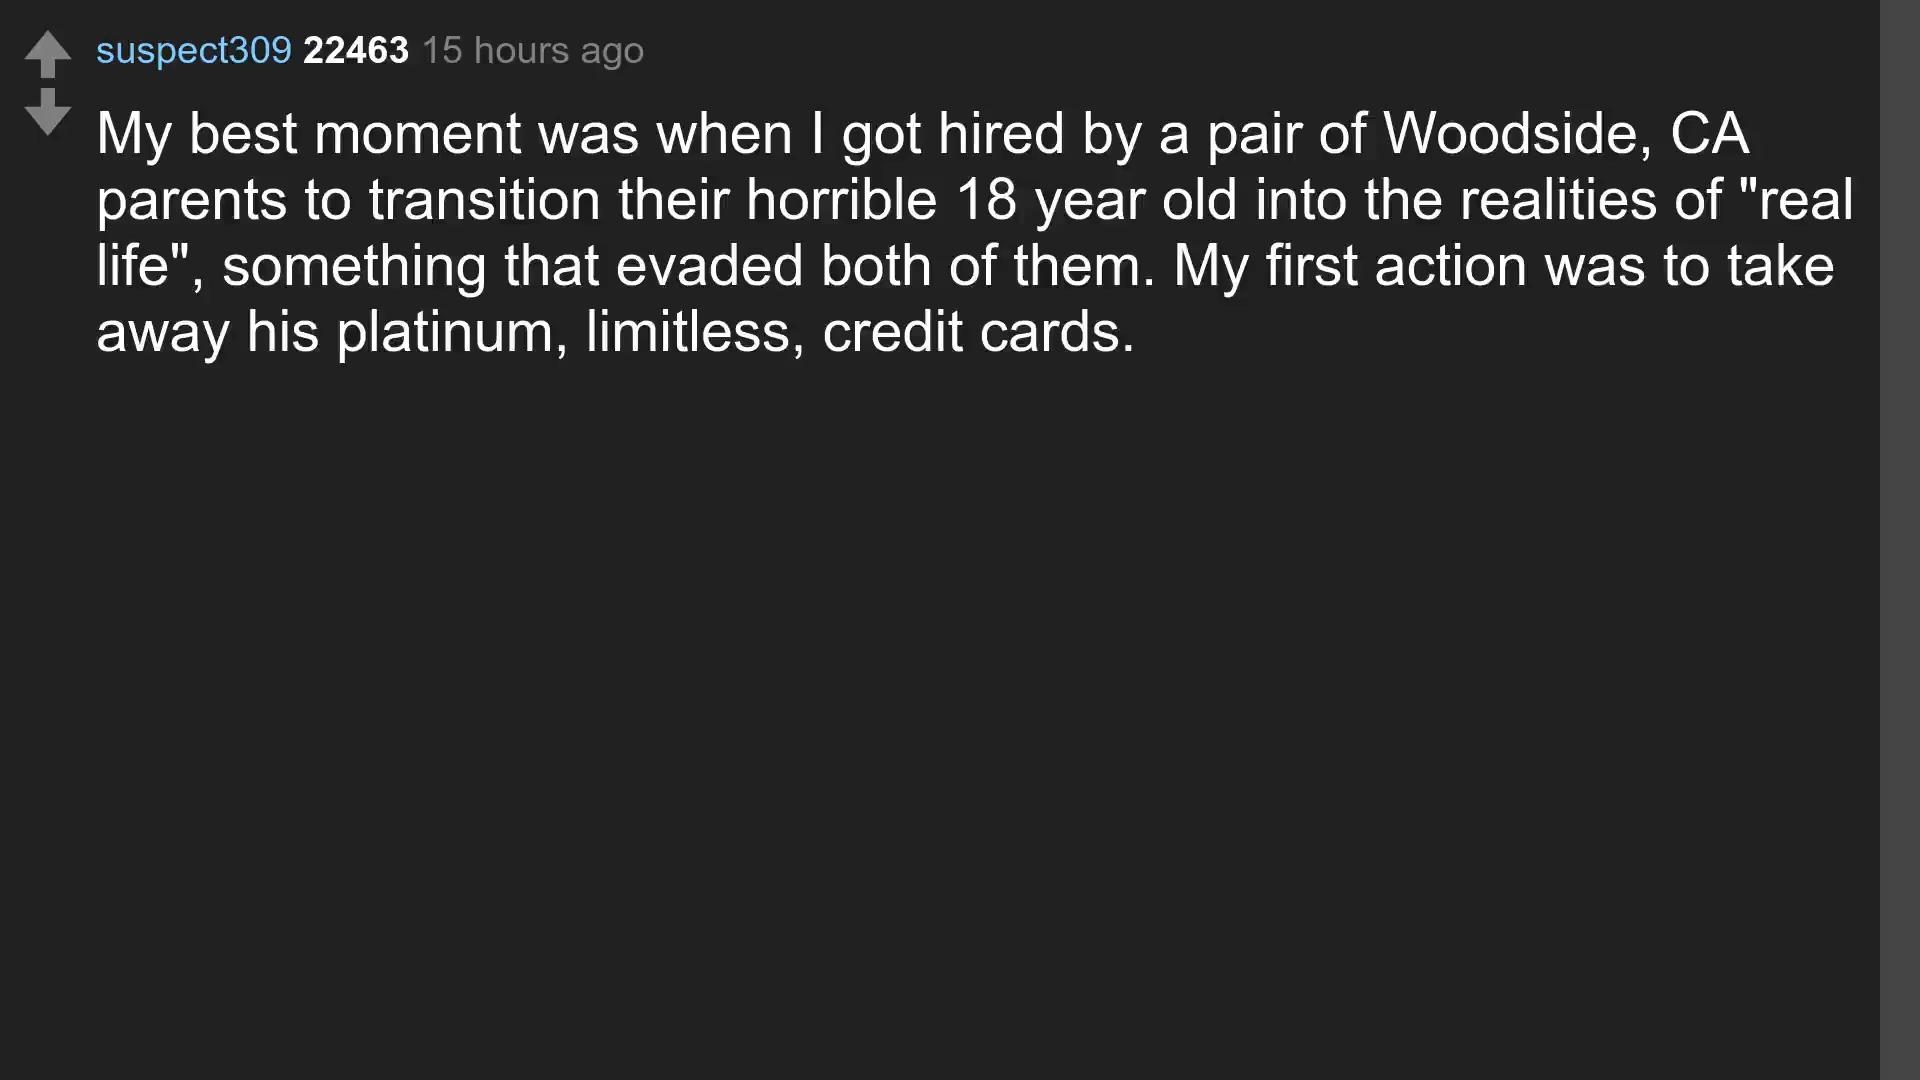 suspect309 22463 15 hours ago
My best moment was when I got hired by a pair of Woodside, CA
parents to transition their horrible 18 year old into the realities of "real
life", something that evaded both of them. My first action was to take
away his platinum, limitless, credit cards.